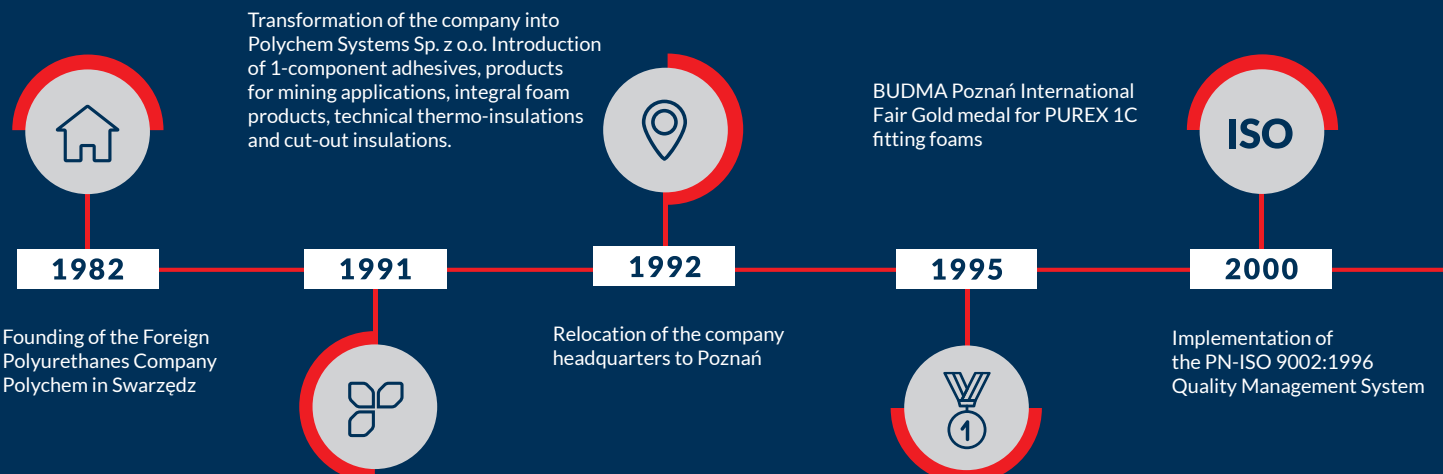 1982
Founding of the Foreign
Polyurethanes Company
Polychem in Swarzędz
Transformation of the company into
Polychem Systems Sp. z o.o. Introduction
of 1-component adhesives, products
for mining applications, integral foam
products, technical thermo-insulations
and cut-out insulations.
1991
1992
Relocation of the company
headquarters to Poznań
BUDMA Poznań International
Fair Gold medal for PUREX 1C
fitting foams
1995
1
ISO
2000
Implementation of
the PN-ISO 9002:1996
Quality Management System